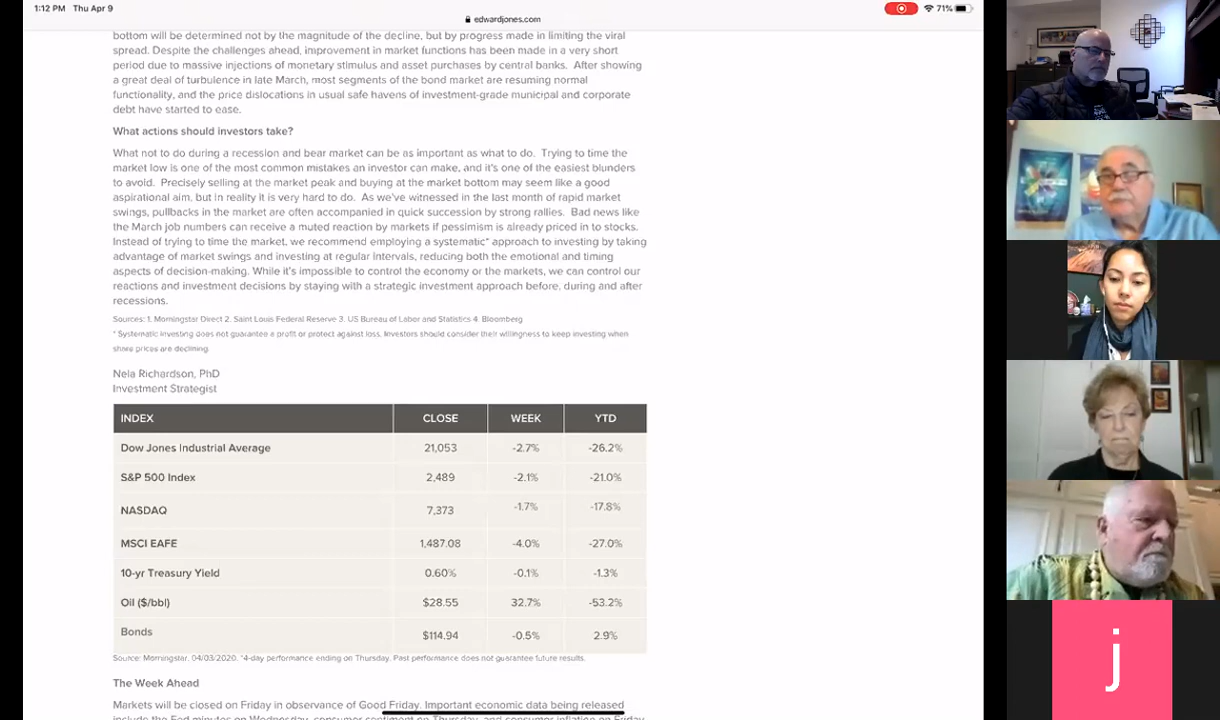 1:12 PM Thu Apr 9
71%
edwardjones.com
bottom will be determined not by the magnitude of the decline, but by progress made in limiting the viral
spread. Despite the challenges ahead, improvement in market functions has been made in a very short
period due to massive injections of monetary stimulus and asset purchases by central banks. After showing
a great deal of turbulence in late March, most segments of the bond market are resuming normal
functionality, and the price dislocations in usual safe havens of investment-grade municipal and corporate
debt have started to ease.
What actions should investors take?
What not to do during a recession and bear market can be as important as what to do. Trying to time the
market low is one of the most common mistakes an investor can make, and it's one of the easiest blunders
to avoid. Precisely selling at the market peak and buying at the market bottom may seem like a good
aspirational aim, but in reality it is very hard to do. As we've witnessed in the last month of rapid market
swings, pullbacks in the market are often accompanied in quick succession by strong rallies. Bad news like
the March job numbers can receive a muted reaction by markets if pessimism is already priced in to stocks.
Instead of trying to time the market, we recommend employing a systematic* approach to investing by taking
advantage of market swings and investing at regular intervals, reducing both the emotional and timing
aspects of decision-making. While it's impossible to control the economy or the markets, we can control our
reactions and investment decisions by staying with a strategic investment approach before, during and after
recessions.
Sources: 1. Morningstar Direct 2. Saint Louis Federal Reserve 3. US Bureau of Labor and Statistics 4. Bloomberg
* Systematic investing does not guarantee a profit or protect against loss. Investors should consider their willingness to keep investing when
share prices are declining.
Nela Richardson, PhD
Investment Strategist
INDEX CLOSE WEEK YTD
Dow Jones Industrial Average 21,053 -2.7% -26.2%
S&P 500 Index 2,489 -2.1% -21.0%
NASDAQ 7,373 -1.7% -17.8%
MSCI EAFE 1,487.08 -4.0% -27.0%
10-yr Treasury Yield 0.60% -0.1% -1.3%
Oil ($/bbl) $28.55 32.7% -53.2%
Bonds $114.94 -0.5% 2.9%
Source: Morningstar, 04/03/2020. *4-day performance ending on Thursday. Past performance does not guarantee future results.
The Week Ahead
Markets will be closed on Friday in observance of Good Friday. Important economic data being released
include the Fed minutes on Wednesday, consumer sentiment on Thursday, and consumer inflation on Friday
j